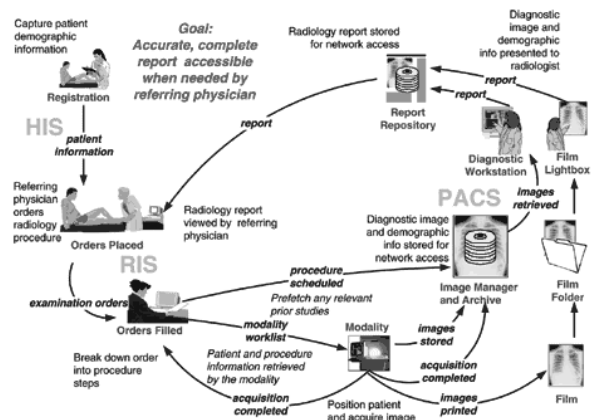 Capture patient
demographic
information
Registration
HIS
patient
information
Goal:
Accurate, complete
report accessible
when needed by
referring physician
Radiology report stored
for network access
Report
Repository
report
Diagnostic
image and
demographic
info presented to
radiologist
report
report
Diagnostic
Workstation
Film
Lightbox
Referring
physician
orders
radiology
procedure
Orders Placed
Radiology report
viewed by referring
physician
PACS
images
retrieved
Diagnostic image
and demographic
info stored for
network access
Image Manager
and Archive
Film
Folder
RIS
examination orders
Orders Filled
procedure
scheduled
Prefetch any relevant
prior studies
modality
worklist
Patient and procedure
information retrieved
by the modality
Modality
images
stored
acquisition
completed
Break down order
into procedure
steps
acquisition
completed
Position patient
and acquire image
images
printed
Film